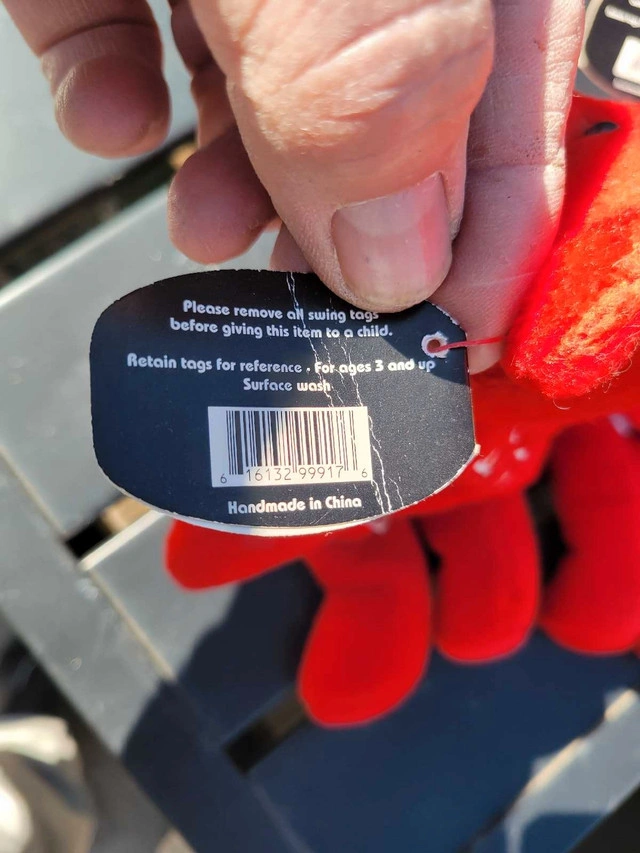 Please remove all swing tags
before giving this item to a child.
Retain tags for reference • For ages 3 and up
Surface wash
6 16132 99917 6
Handmade in China